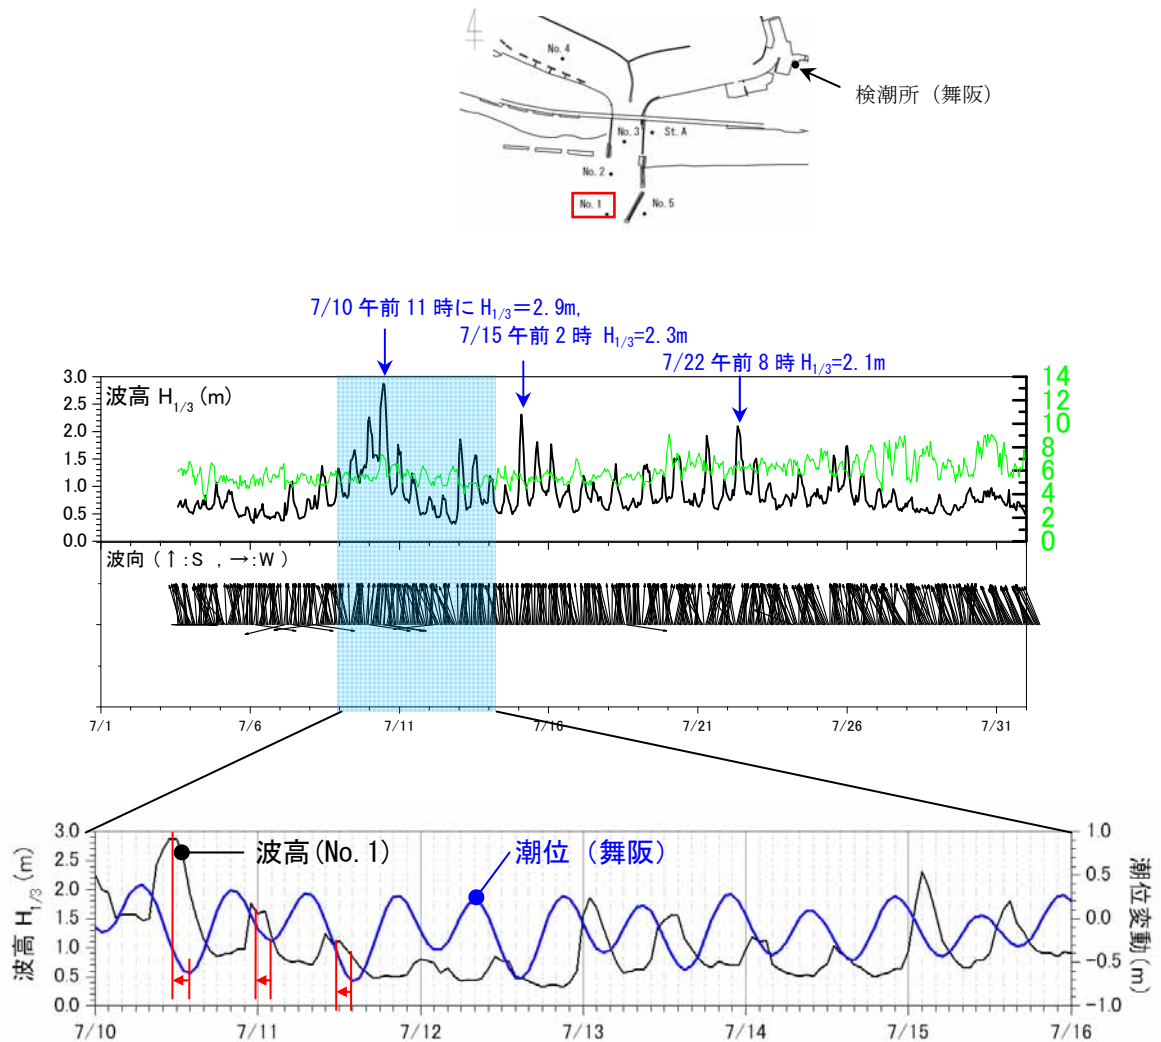 No. 4
検潮所（舞阪）
No. 3
St. A
No. 2
No. 1
No. 5
7/10 午前 11 時に H1/3＝2.9m,
7/15 午前 2 時 H1/3=2.3m
7/22 午前 8 時 H1/3=2.1m
3.0
2.5
2.0
1.5
1.0
0.5
0.0
波高 H1/3 (m)
14
12
10
8
6
4
2
0
波向（↑:S , →:W）
7/1
7/6
7/11
7/16
7/21
7/26
7/31
波高 H1/3 (m)
3.0
2.5
2.0
1.5
1.0
0.5
0.0
波高(No. 1)
潮位（舞阪）
1.0
0.5
0.0
−0.5
−1.0
潮位変動(m)
7/10
7/11
7/12
7/13
7/14
7/15
7/16